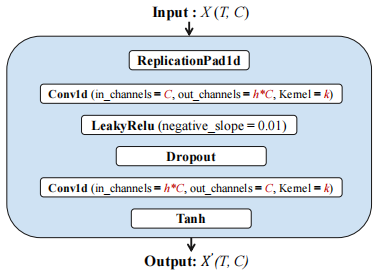 Input : X (T, C)
ReplicationPad1d
Conv1d (in_channels = C, out_channels = h*C, Kernel = k)
LeakyRelu (negative_slope = 0.01)
Dropout
Conv1d (in_channels = h*C, out_channels = C, Kernel = k)
Tanh
Output: X′(T, C)